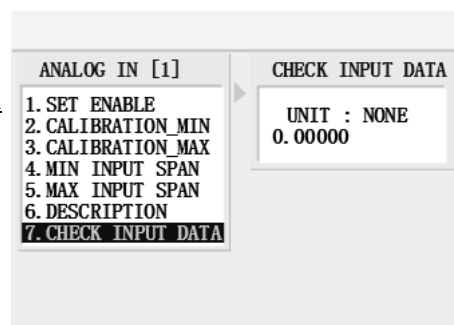 ANALOG IN [1]
1. SET ENABLE
2. CALIBRATION_MIN
3. CALIBRATION_MAX
4. MIN INPUT SPAN
5. MAX INPUT SPAN
6. DESCRIPTION
7. CHECK INPUT DATA
CHECK INPUT DATA
UNIT : NONE
0.00000